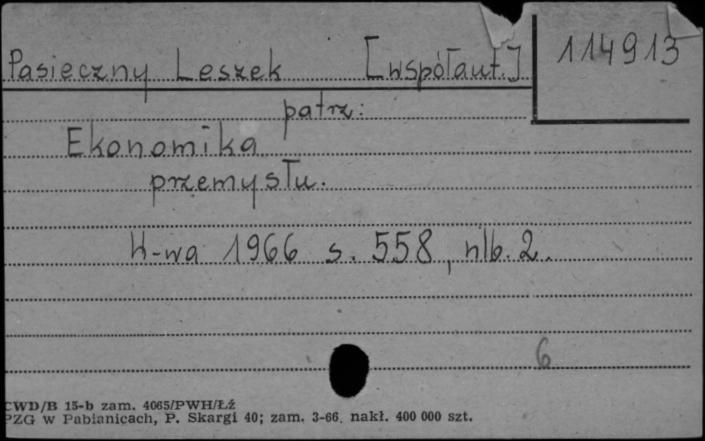 114913
Pasieczny Leszek [współaut.]
patrz:
Ekonomika
przemysłu.
W-wa 1966 s. 558, nlb. 2.
6
CWD/B 15-b zam. 4065/PWH/Łź
PZG w Pabianicach, P. Skargi 40; zam. 3-66. nakł. 400 000 szt.